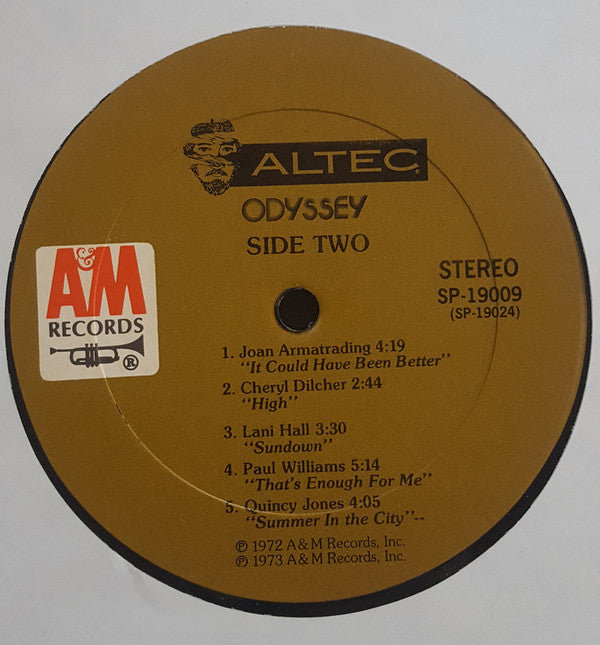 ALTEC®
ODYSSEY
SIDE TWO
A&M
RECORDS
®
STEREO
SP-19009
(SP-19024)
1. Joan Armatrading 4:19
"It Could Have Been Better"
2. Cheryl Dilcher 2:44
"High"
3. Lani Hall 3:30
"Sundown"
4. Paul Williams 5:14
"That's Enough For Me"
5. Quincy Jones 4:05
"Summer In the City"--
℗ 1972 A&M Records, Inc.
℗ 1973 A&M Records, Inc.